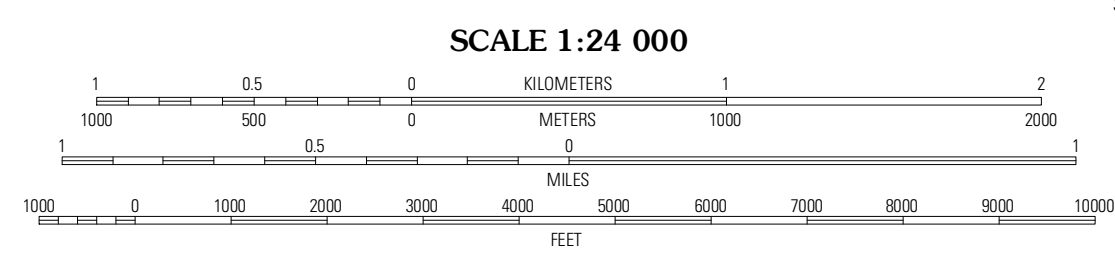 SCALE 1:24 000
1 0.5 0 KILOMETERS 1 2
1000 500 0 METERS 1000 2000
1 0.5 0 1
MILES
1000 0 1000 2000 3000 4000 5000 6000 7000 8000 9000 10000
FEET